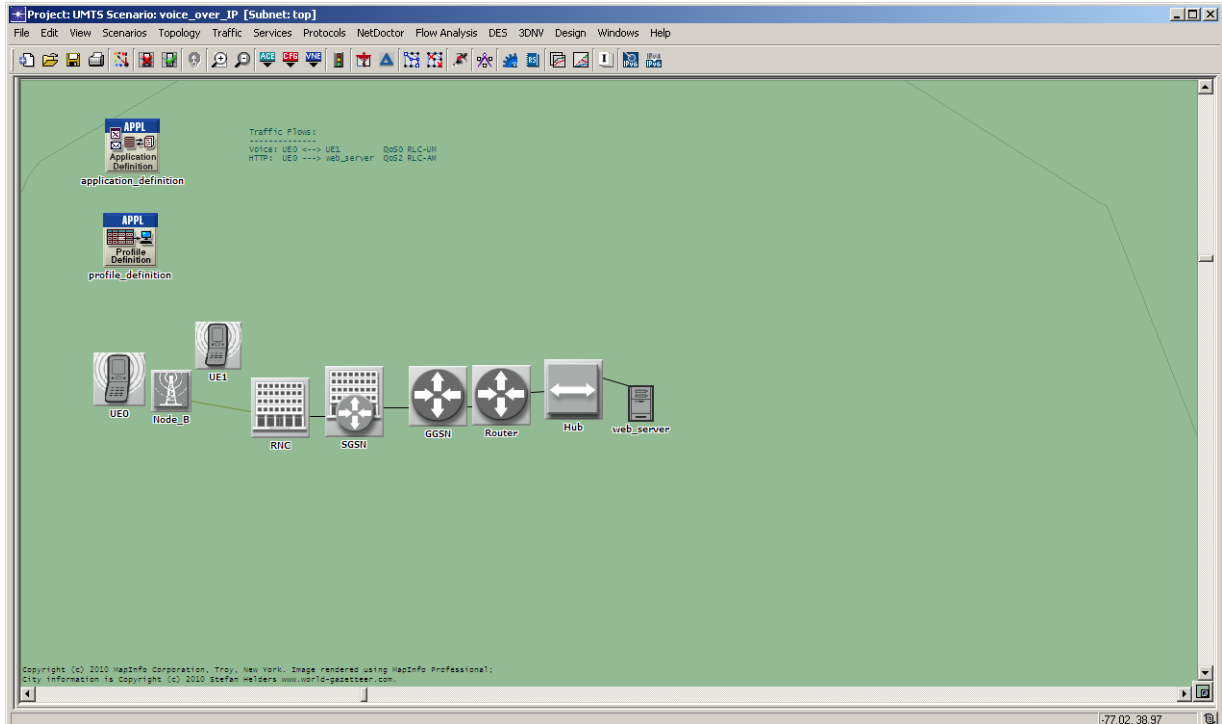 Project: UMTS Scenario: voice_over_IP [Subnet: top]
File Edit View Scenarios Topology Traffic Services Protocols NetDoctor Flow Analysis DES 3DNV Design Windows Help
ACE CFG VNE
APPL
Application
Definition
application_definition
Traffic Flows:
--------------
Voice: UE0 <--> UE1 QoS0 RLC-UM
HTTP: UE0 ---> web_server QoS2 RLC-AM
APPL
Profile
Definition
profile_definition
UE0
Node_B
UE1
RNC
SGSN
GGSN
Router
Hub
web_server
Copyright (c) 2010 MapInfo Corporation, Troy, New York. Image rendered using MapInfo Professional;
City information is Copyright (c) 2010 Stefan Helders www.world-gazetteer.com.
-77.02, 38.97